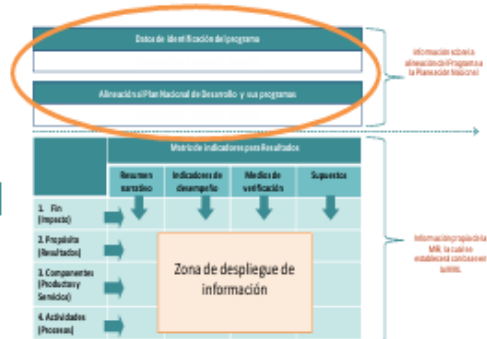 Datos de identificación del programa
Alineación al Plan Nacional de Desarrollo y sus programas
Información sobre la
alineación del Programa a
la Planeación Nacional
Matriz de Indicadores para Resultados
Resumen
narrativo
Indicadores de
desempeño
Medios de
verificación
Supuestos
1. Fin
(Impacto)
2. Propósito
(Resultados)
3. Componentes
(Productos y
Servicios)
4. Actividades
(Procesos)
Zona de despliegue de
información
Información propia de la
MIR, la cual se
establecerá con base en